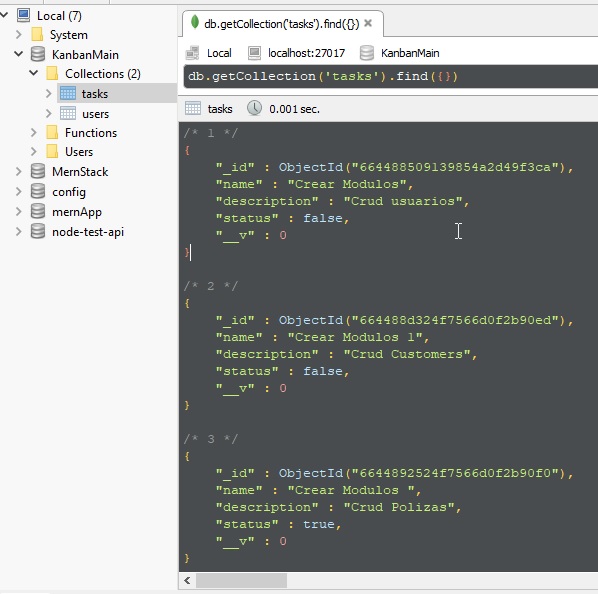 Local (7)
System
KanbanMain
Collections (2)
tasks
users
Functions
Users
MernStack
config
mernApp
node-test-api
db.getCollection('tasks').find({})
Local localhost:27017 KanbanMain
db.getCollection('tasks').find({})
tasks 0.001 sec.
/* 1 */
{
"_id" : ObjectId("664488509139854a2d49f3ca"),
"name" : "Crear Modulos",
"description" : "Crud usuarios",
"status" : false,
"__v" : 0
}
/* 2 */
{
"_id" : ObjectId("664488d324f7566d0f2b90ed"),
"name" : "Crear Modulos 1",
"description" : "Crud Customers",
"status" : false,
"__v" : 0
}
/* 3 */
{
"_id" : ObjectId("6644892524f7566d0f2b90f0"),
"name" : "Crear Modulos ",
"description" : "Crud Polizas",
"status" : true,
"__v" : 0
}